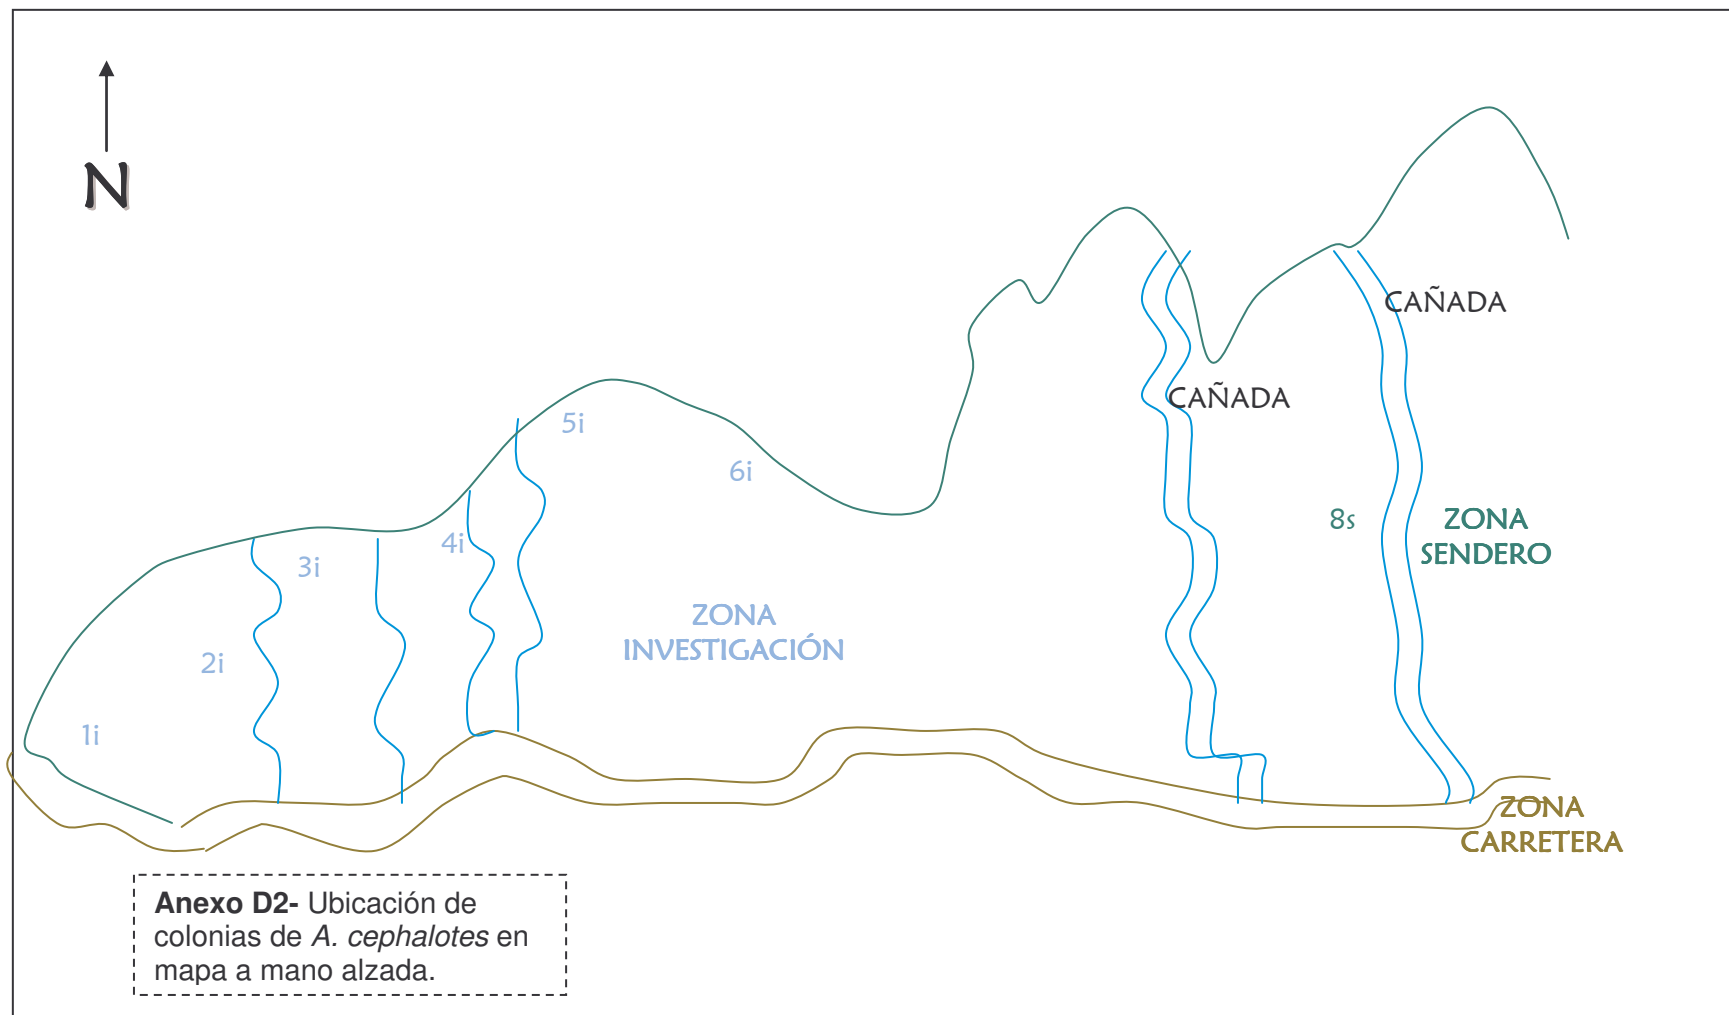 N
CAÑADA
CAÑADA
5i
6i
8s
ZONA
SENDERO
4i
3i
ZONA
INVESTIGACIÓN
2i
1i
ZONA
CARRETERA
Anexo D2- Ubicación de
colonias de A. cephalotes en
mapa a mano alzada.